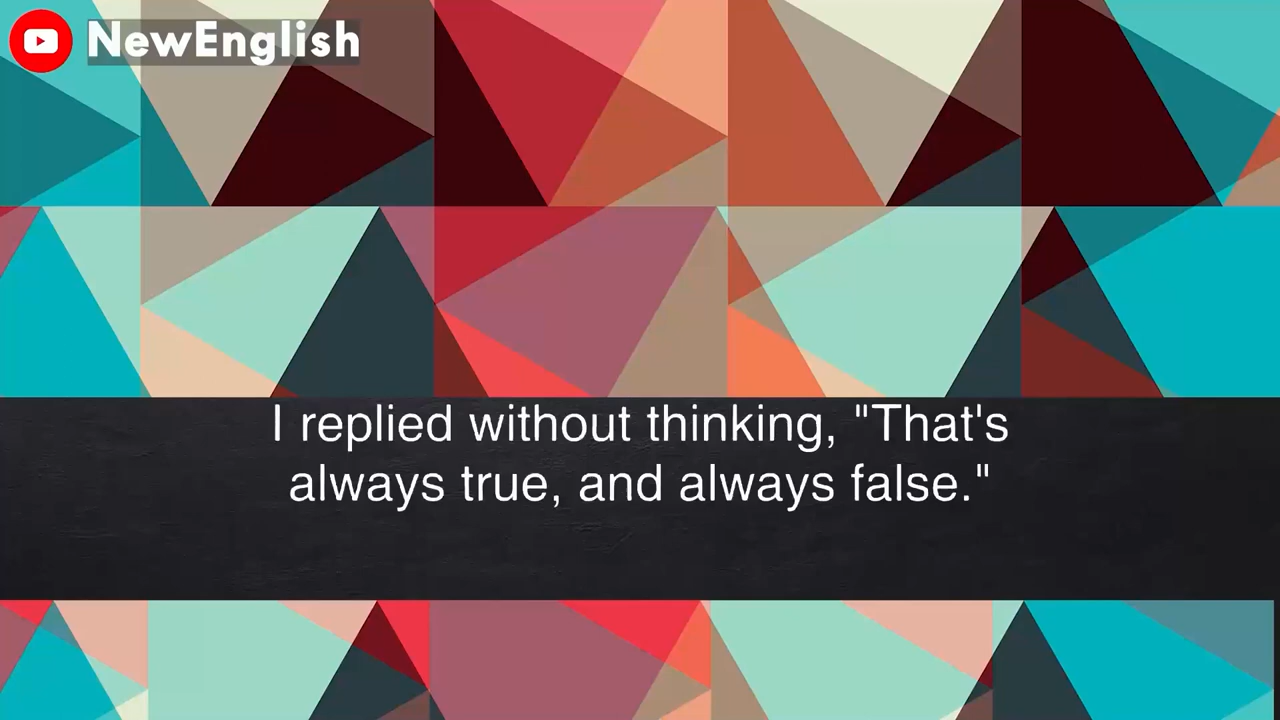 NewEnglish
I replied without thinking, "That's
always true, and always false."